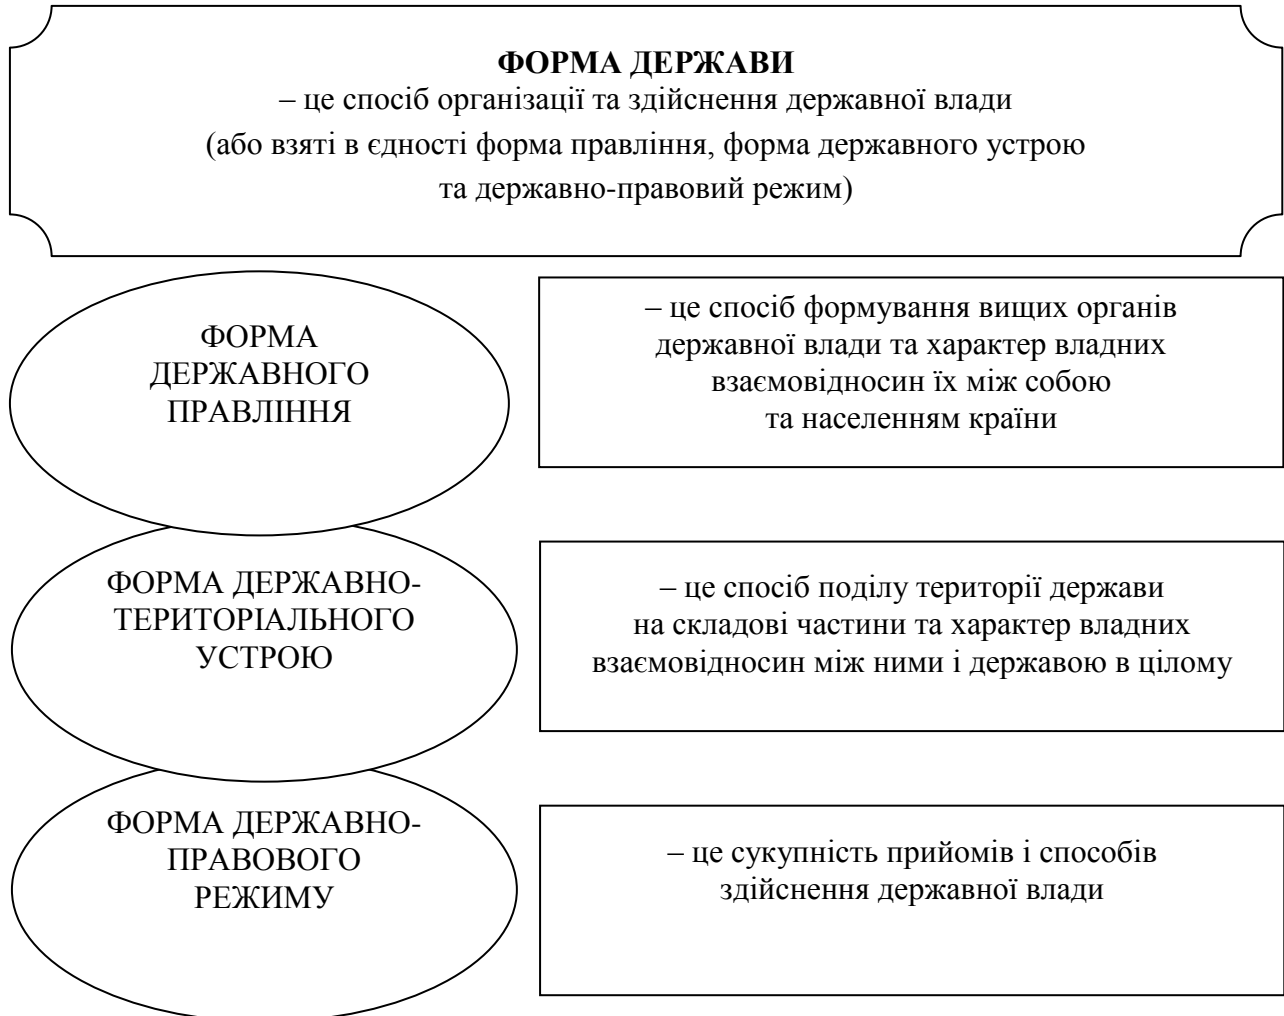 ФОРМА ДЕРЖАВИ
– це спосіб організації та здійснення державної влади
(або взяті в єдності форма правління, форма державного устрою
та державно-правовий режим)
ФОРМА
ДЕРЖАВНОГО
ПРАВЛІННЯ
– це спосіб формування вищих органів
державної влади та характер владних
взаємовідносин їх між собою
та населенням країни
ФОРМА ДЕРЖАВНО-
ТЕРИТОРІАЛЬНОГО
УСТРОЮ
– це спосіб поділу території держави
на складові частини та характер владних
взаємовідносин між ними і державою в цілому
ФОРМА ДЕРЖАВНО-
ПРАВОВОГО
РЕЖИМУ
– це сукупність прийомів і способів
здійснення державної влади